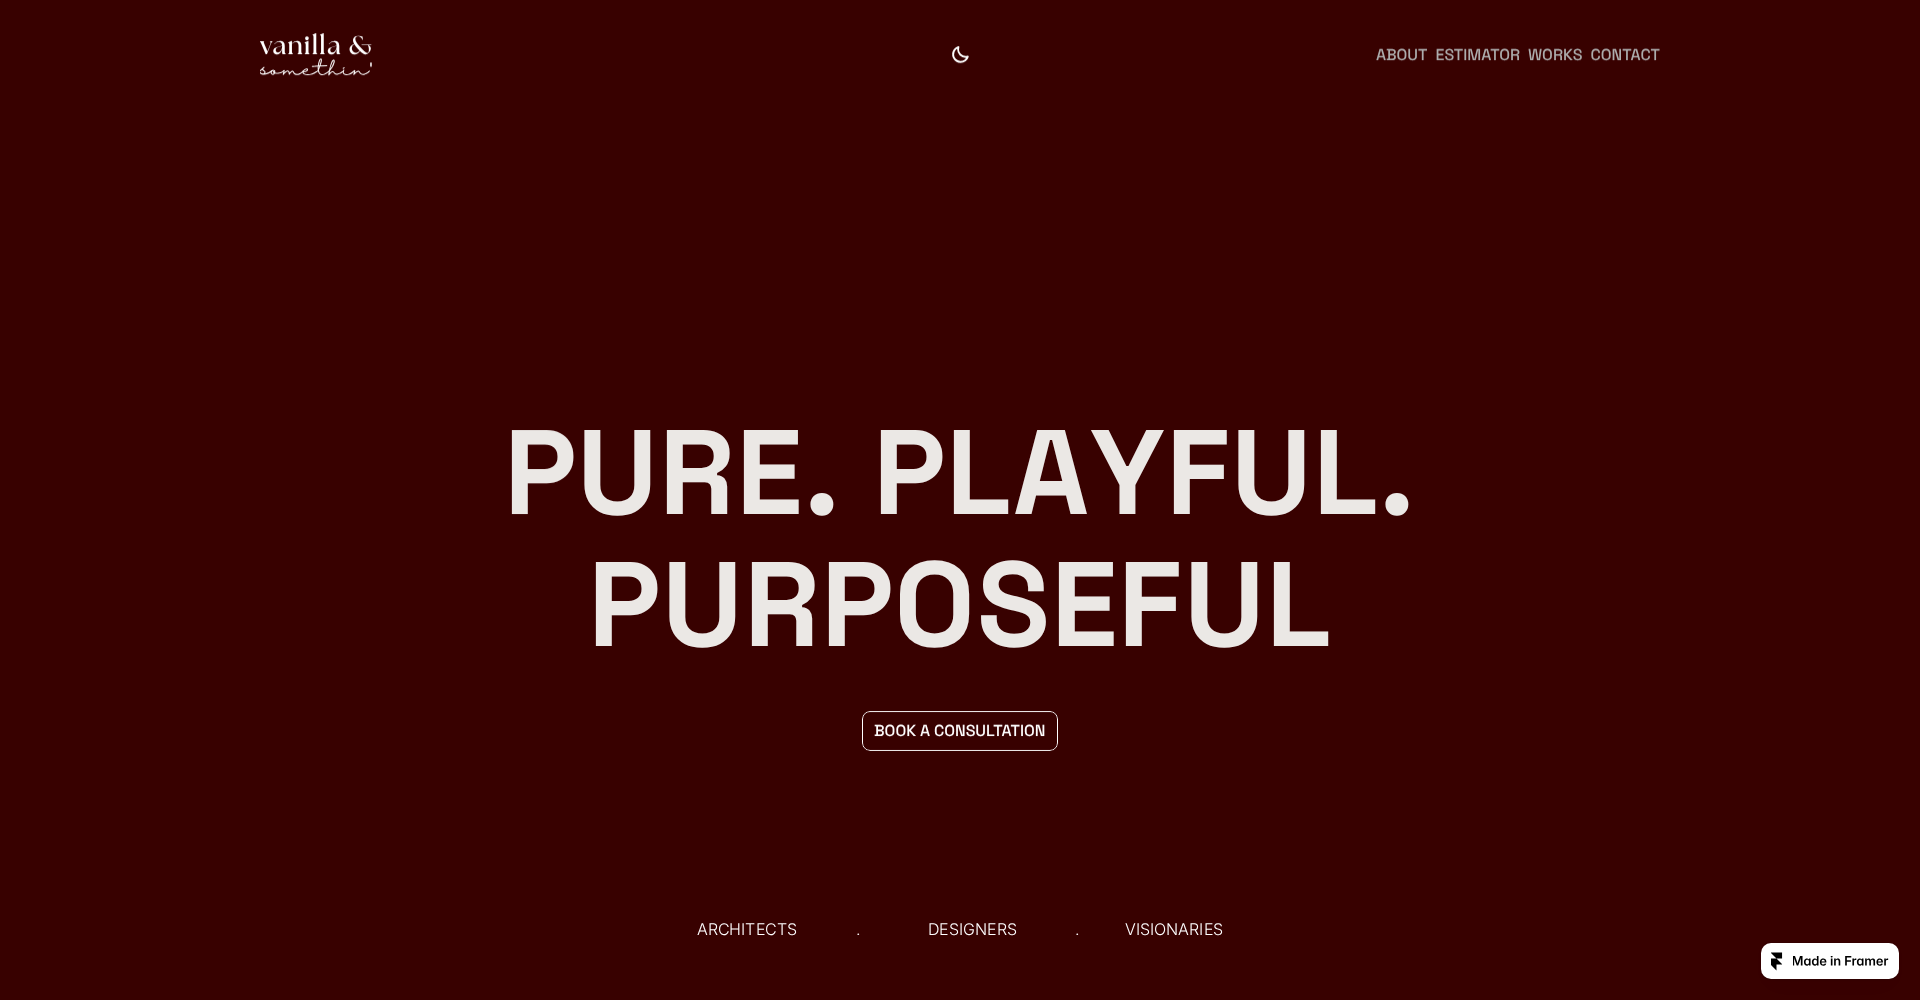 vanilla &
somethin'
ABOUT ESTIMATOR WORKS CONTACT
PURE. PLAYFUL.
PURPOSEFUL
BOOK A CONSULTATION
ARCHITECTS . DESIGNERS . VISIONARIES
Made in Framer